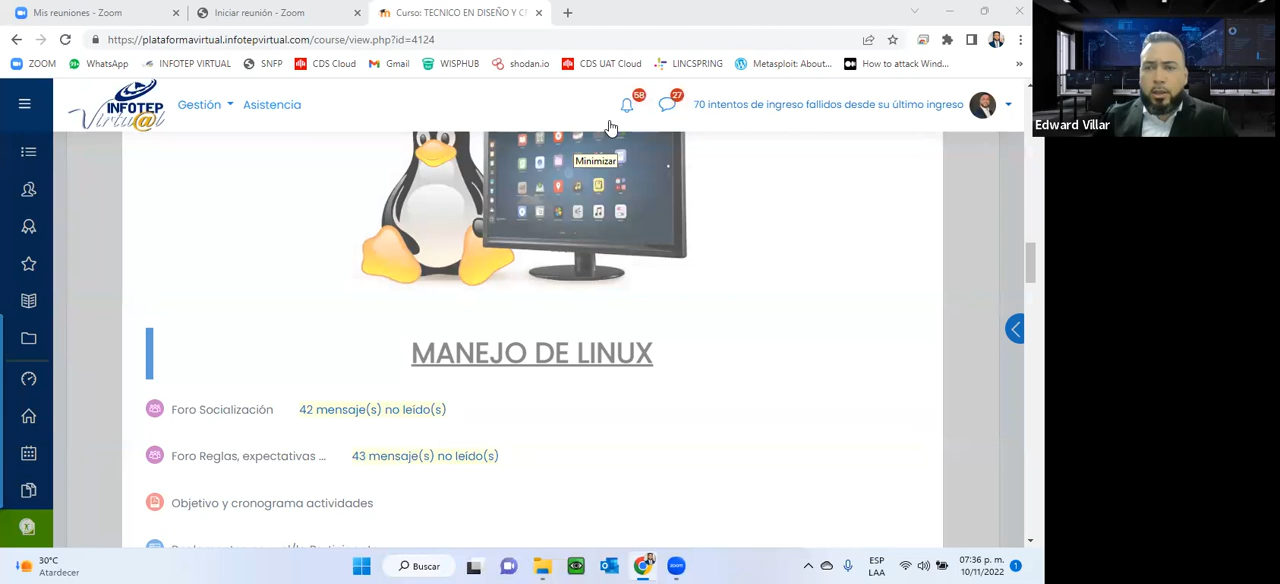 Mis reuniones - Zoom
Iniciar reunión - Zoom
Curso: TECNICO EN DISEÑO Y C
https://plataformavirtual.infotepvirtual.com/course/view.php?id=4124
ZOOM WhatsApp INFOTEP VIRTUAL SNFP CDS Cloud Gmail WISPHUB shodan.io CDS UAT Cloud LINCSPRING Metasploit: About... How to attack Wind... »
INFOTEP
Virtu@l
Gestión Asistencia 58 27 70 intentos de ingreso fallidos desde su último ingreso
Edward Villar
Minimizar
MANEJO DE LINUX
Foro Socialización 42 mensaje(s) no leído(s)
Foro Reglas, expectativas ... 43 mensaje(s) no leído(s)
Objetivo y cronograma actividades
30°C
Atardecer
Buscar
zoom
ESP
LAA
07:36 p. m.
10/11/2022
1